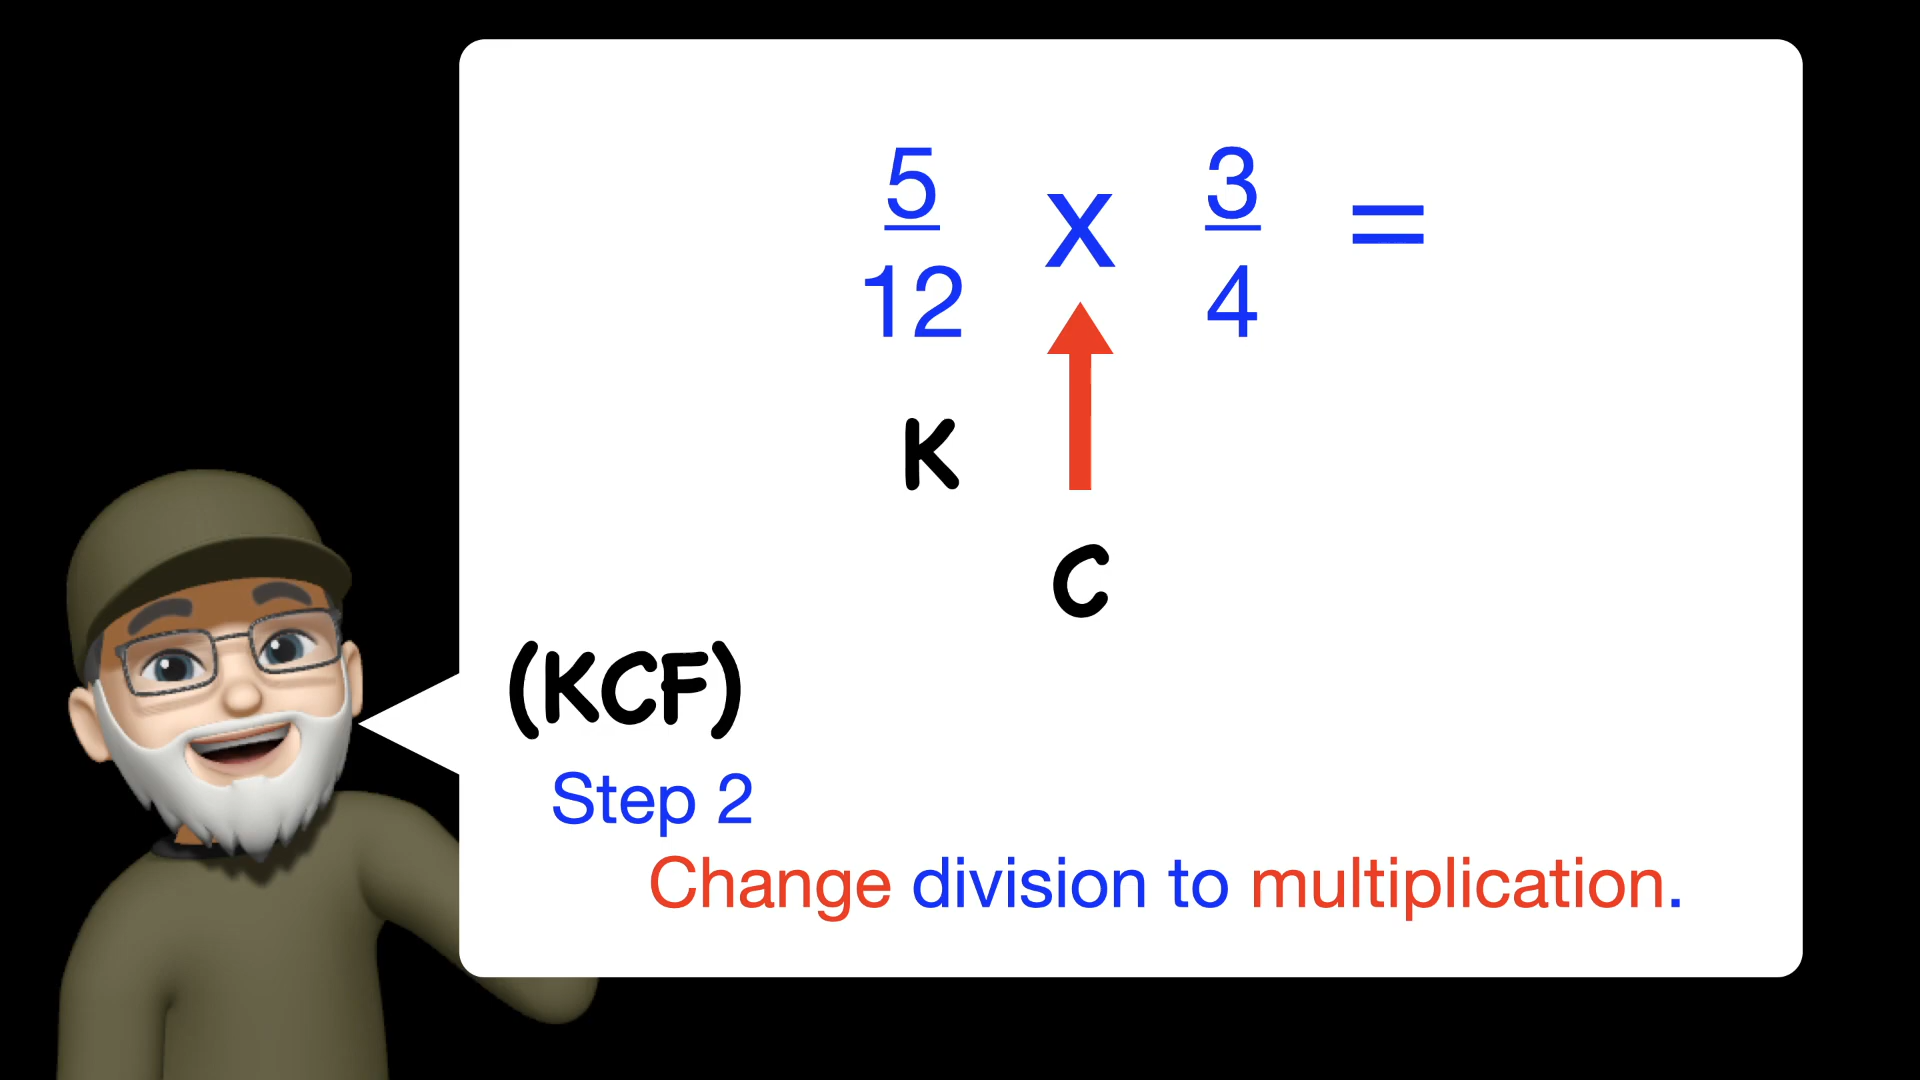 5 x 3 =
12 4
K
C
(KCF)
Step 2
Change division to multiplication.